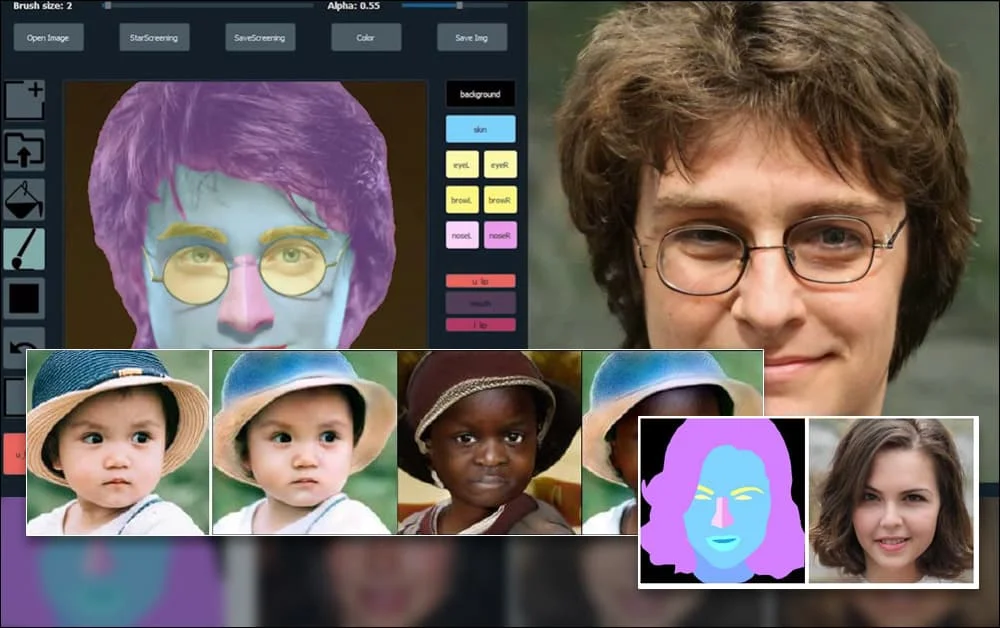 Brush size: 2
Alpha: 0.55
Open Image
StarScreening
SaveScreening
Color
Save Img
background
skin
eyeL
eyeR
browL
browR
noseL
noseR
u_lip
mouth
l_lip